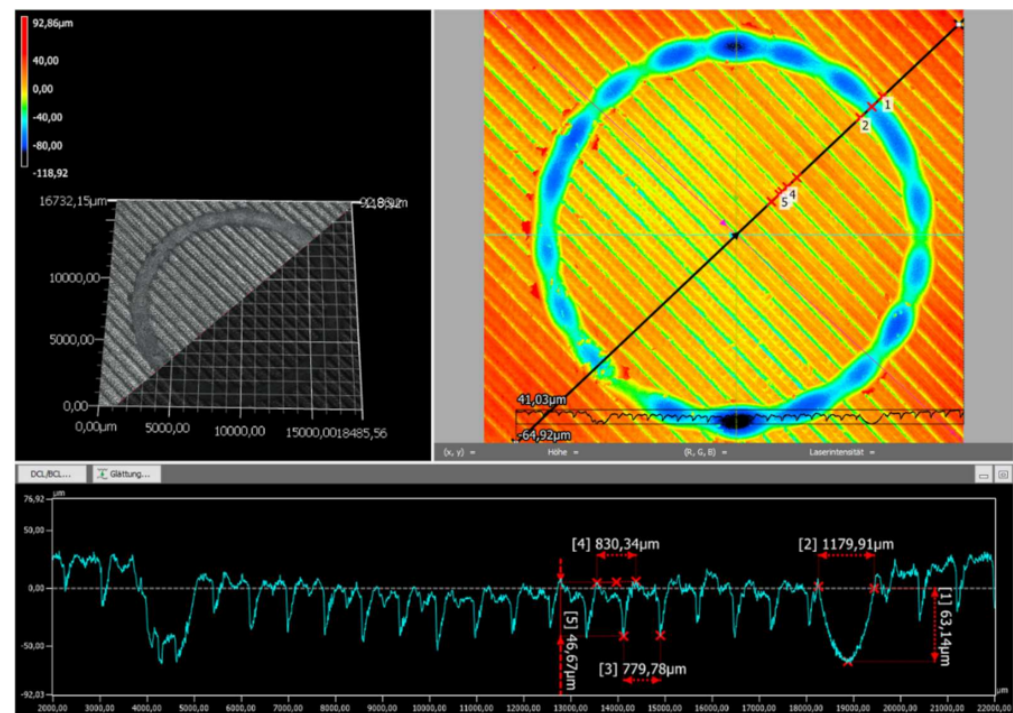 92,86µm
40,00
0,00
-40,00
-80,00
-118,92
16732,15µm
10000,00
5000,00
0,00
0,00µm
5000,00
10000,00
15000,0018485,56
1
2
4
5
41,03µm
-64,92µm
(x, y) =
Höhe =
(R, G, B) =
Laserintensität =
DCL/BCL...
Glättung...
µm
75,92
50,00
0,00
-50,00
-92,03
[4] 830,34µm
[2] 1179,91µm
[1] 63,14µm
[5] 46,67µm
[3] 779,78µm
µm
2000,00 3000,00 4000,00 5000,00 6000,00 7000,00 8000,00 9000,00 10000,00 11000,00 12000,00 13000,00 14000,00 15000,00 16000,00 17000,00 18000,00 19000,00 20000,00 21000,00 22000,00